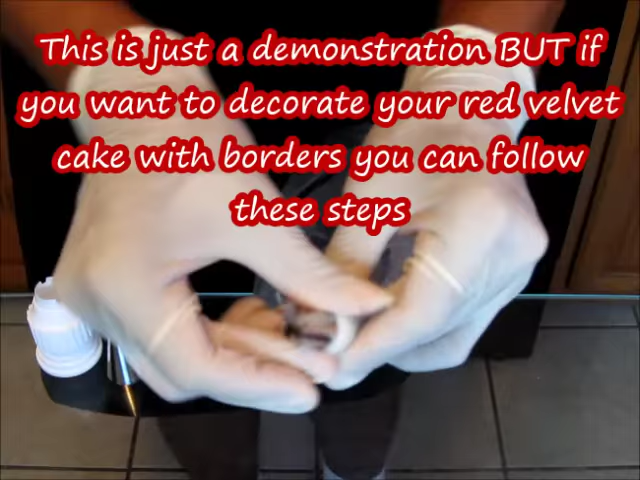 This is just a demonstration BUT if
you want to decorate your red velvet
cake with borders you can follow
these steps